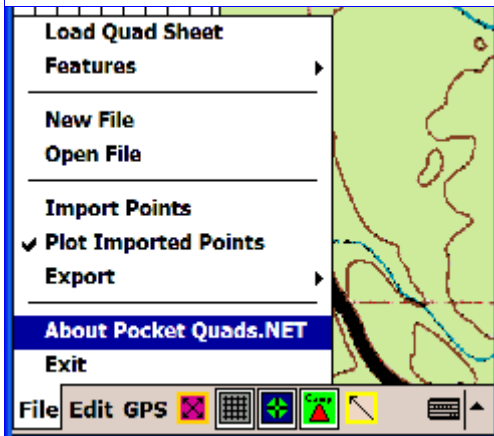 Load Quad Sheet
Features
New File
Open File
Import Points
Plot Imported Points
Export
About Pocket Quads.NET
Exit
File Edit GPS Camp